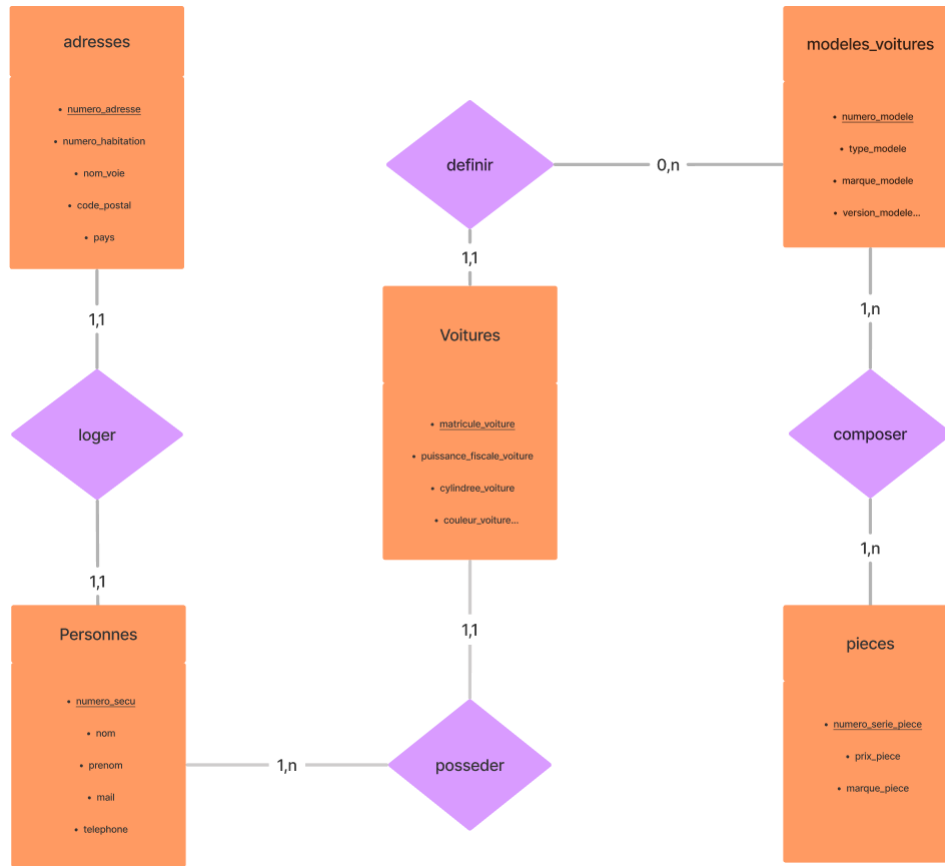 adresses
• numero_adresse
• numero_habitation
• nom_voie
• code_postal
• pays
1,1
loger
1,1
Personnes
• numero_secu
• nom
• prenom
• mail
• telephone
1,n
posseder
1,1
Voitures
• matricule_voiture
• puissance_fiscale_voiture
• cylindree_voiture
• couleur_voiture...
1,1
definir
0,n
modeles_voitures
• numero_modele
• type_modele
• marque_modele
• version_modele...
1,n
composer
1,n
pieces
• numero_serie_piece
• prix_piece
• marque_piece